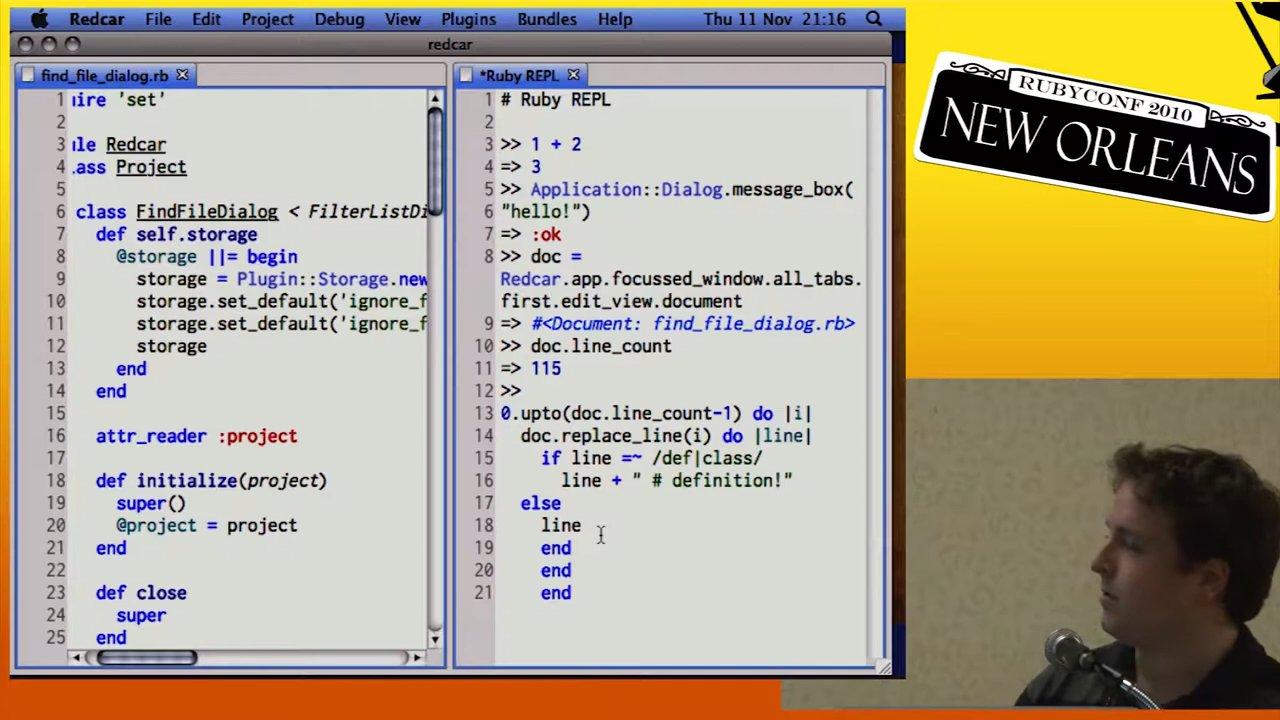 Redcar File Edit Project Debug View Plugins Bundles Help Thu 11 Nov 21:16
redcar
find_file_dialog.rb
1 ire 'set'
2
3 le Redcar
4 ass Project
5
6 class FindFileDialog < FilterListDi
7 def self.storage
8 @storage ||= begin
9 storage = Plugin::Storage.new
10 storage.set_default('ignore_f
11 storage.set_default('ignore_f
12 storage
13 end
14 end
15
16 attr_reader :project
17
18 def initialize(project)
19 super()
20 @project = project
21 end
22
23 def close
24 super
25 end
*Ruby REPL
1 # Ruby REPL
2
3 >> 1 + 2
4 => 3
5 >> Application::Dialog.message_box(
6 "hello!")
7 => :ok
8 >> doc =
Redcar.app.focussed_window.all_tabs.
first.edit_view.document
9 => #<Document: find_file_dialog.rb>
10 >> doc.line_count
11 => 115
12 >>
13 0.upto(doc.line_count-1) do |i|
14 doc.replace_line(i) do |line|
15 if line =~ /def|class/
16 line + " # definition!"
17 else
18 line
19 end
20 end
21 end
RUBYCONF 2010
NEW ORLEANS